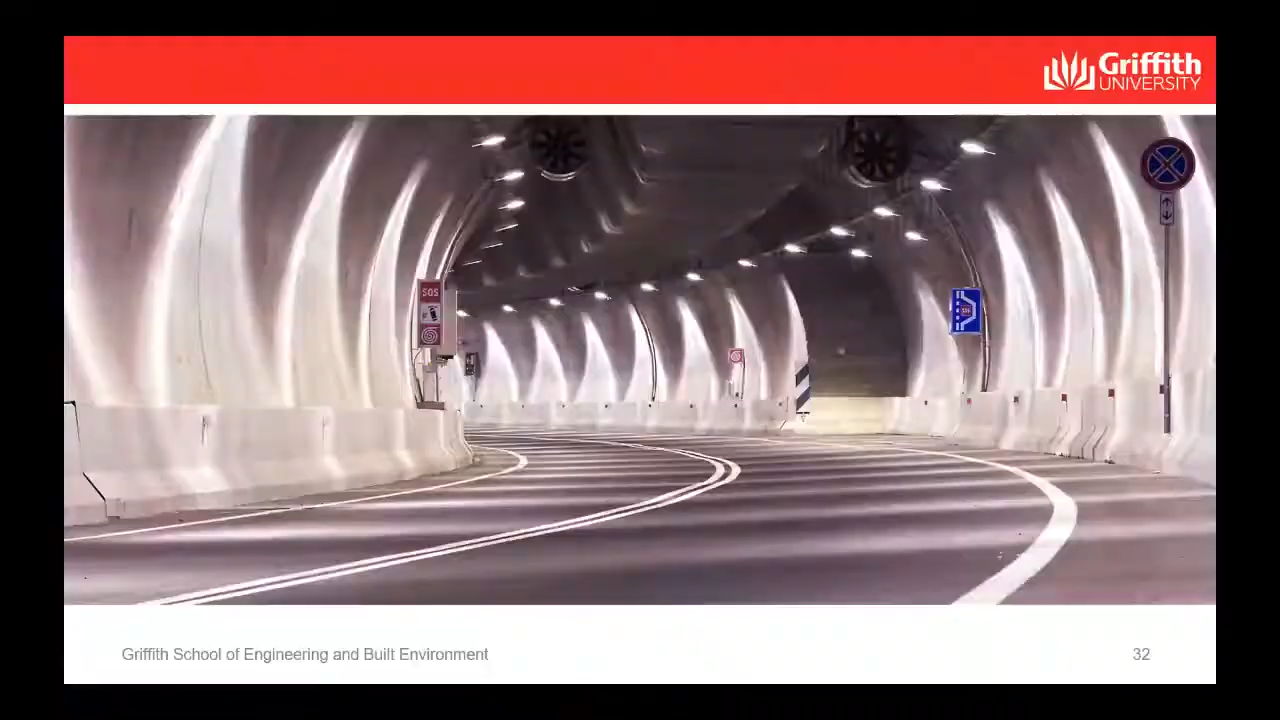 Griffith
UNIVERSITY
SOS
Griffith School of Engineering and Built Environment
32